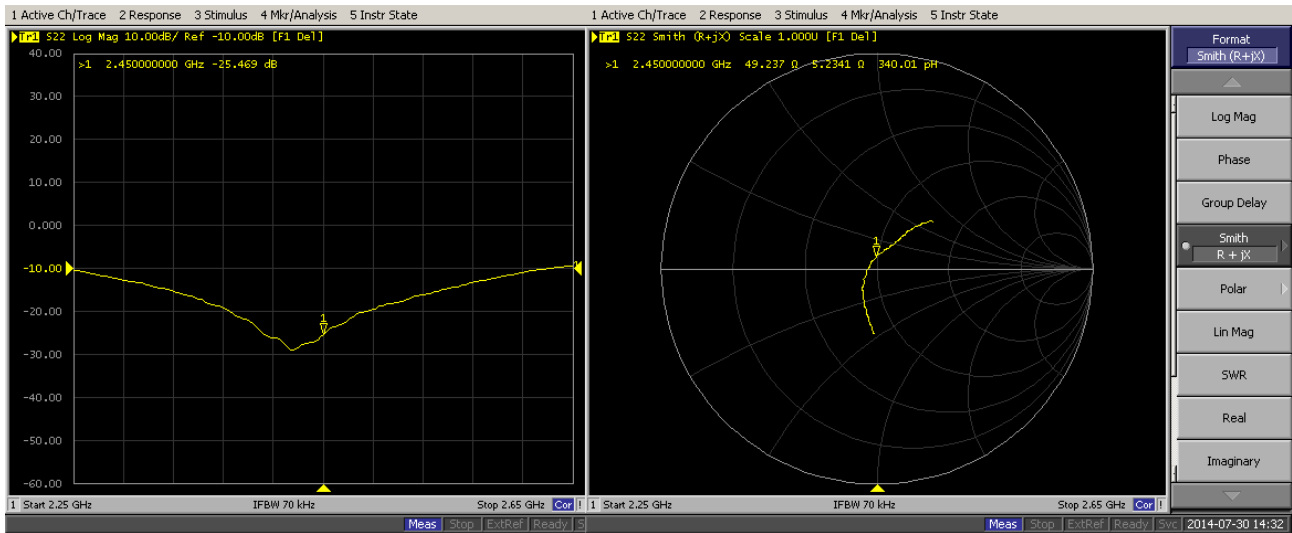 1 Active Ch/Trace 2 Response 3 Stimulus 4 Mkr/Analysis 5 Instr State
Tr1 S22 Log Mag 10.00dB/ Ref -10.00dB [F1 Del]
>1 2.450000000 GHz -25.469 dB
40.00
30.00
20.00
10.00
0.000
-10.00
-20.00
-30.00
-40.00
-50.00
-60.00
1
1 Start 2.25 GHz IFBW 70 kHz Stop 2.65 GHz Cor !
Meas Stop ExtRef Ready S
1 Active Ch/Trace 2 Response 3 Stimulus 4 Mkr/Analysis 5 Instr State
Tr1 S22 Smith (R+jX) Scale 1.000U [F1 Del]
>1 2.450000000 GHz 49.237 Ω 5.2341 Ω 340.01 pH
1
1 Start 2.25 GHz IFBW 70 kHz Stop 2.65 GHz Cor !
Meas Stop ExtRef Ready Svc 2014-07-30 14:32
Format
Smith (R+jX)
Log Mag
Phase
Group Delay
Smith
R + jX
Polar
Lin Mag
SWR
Real
Imaginary